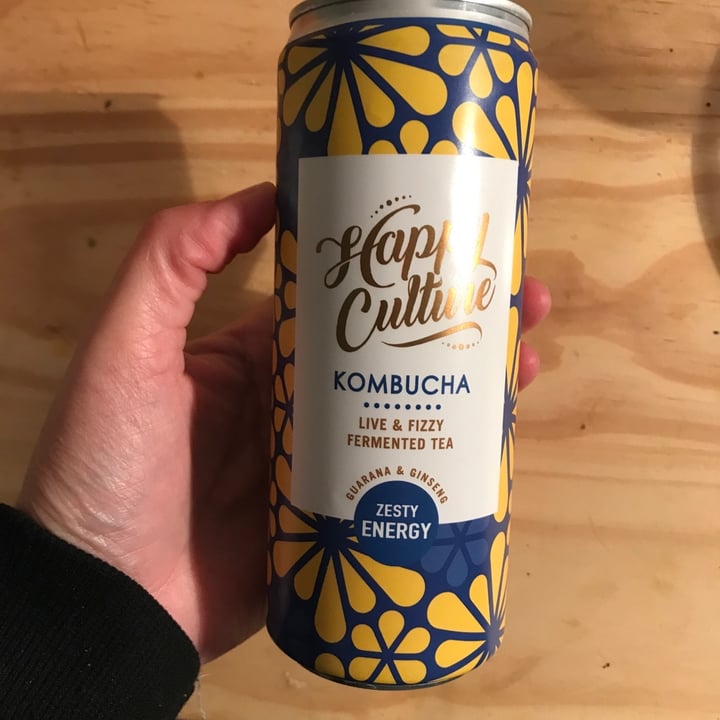 Happy
Culture
KOMBUCHA
LIVE & FIZZY
FERMENTED TEA
GUARANA & GINSENG
ZESTY
ENERGY